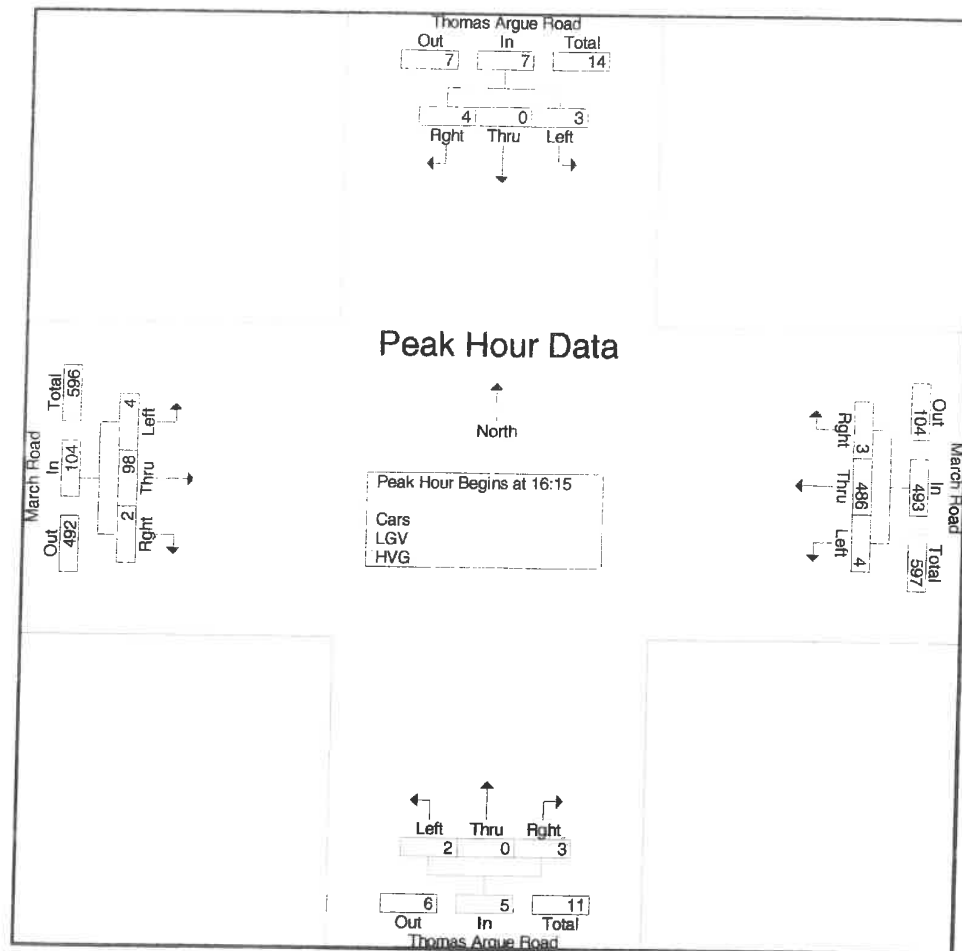 Thomas Argue Road
Out In Total
7 7 14
4 0 3
Rght Thru Left
Peak Hour Data
North
Peak Hour Begins at 16:15
Cars
LGV
HVG
March Road
Total In Out
596 104 492
4 98 2
Left Thru Rght
March Road
Out In Total
104 493 597
3 486 4
Rght Thru Left
Left Thru Rght
2 0 3
6 5 11
Out In Total
Thomas Argue Road